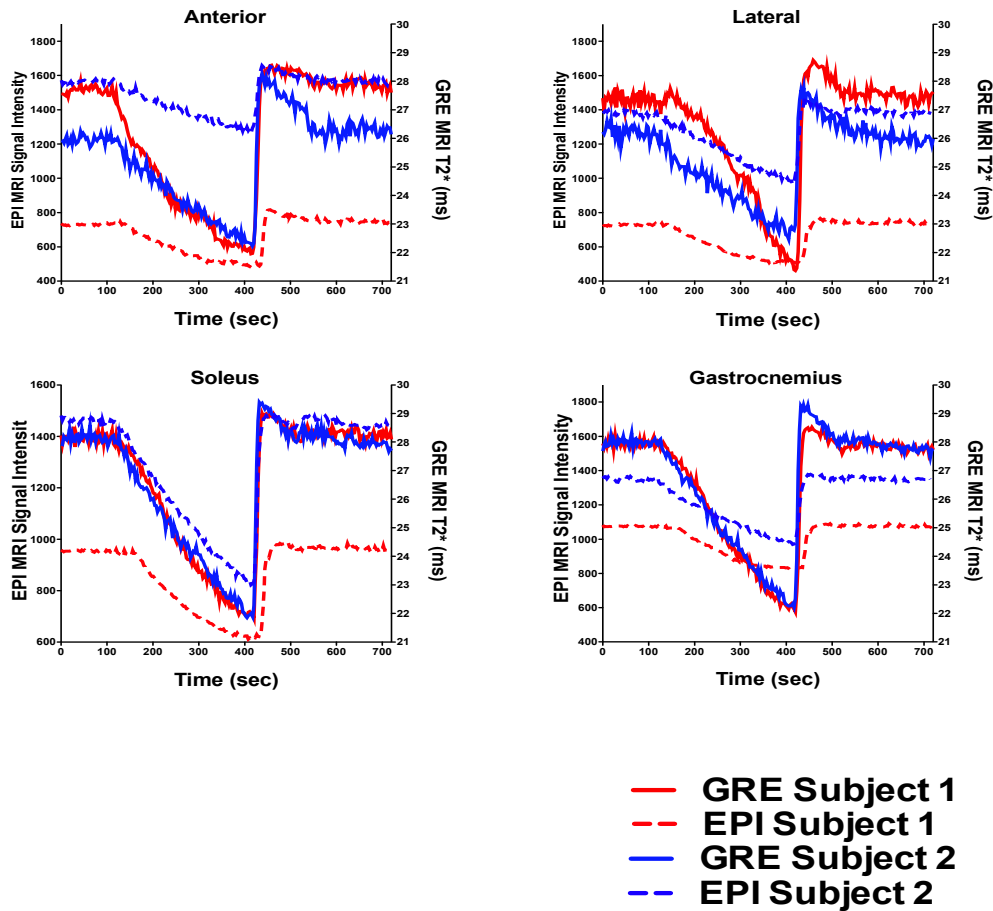 Anterior
EPI MRI Signal Intensity
1800
1600
1400
1200
1000
800
600
400
30
29
28
27
26
25
24
23
22
21
GRE MRI T2* (ms)
0 100 200 300 400 500 600 700
Time (sec)
Lateral
EPI MRI Signal Intensity
1800
1600
1400
1200
1000
800
600
400
30
29
28
27
26
25
24
23
22
21
GRE MRI T2* (ms)
0 100 200 300 400 500 600 700
Time (sec)
Soleus
EPI MRI Signal Intensit
1600
1400
1200
1000
800
600
30
29
28
27
26
25
24
23
22
21
GRE MRI T2* (ms)
0 100 200 300 400 500 600 700
Time (sec)
Gastrocnemius
EPI MRI Signal Intensity
1800
1600
1400
1200
1000
800
600
400
30
29
28
27
26
25
24
23
22
21
GRE MRI T2* (ms)
0 100 200 300 400 500 600 700
Time (sec)
GRE Subject 1
EPI Subject 1
GRE Subject 2
EPI Subject 2